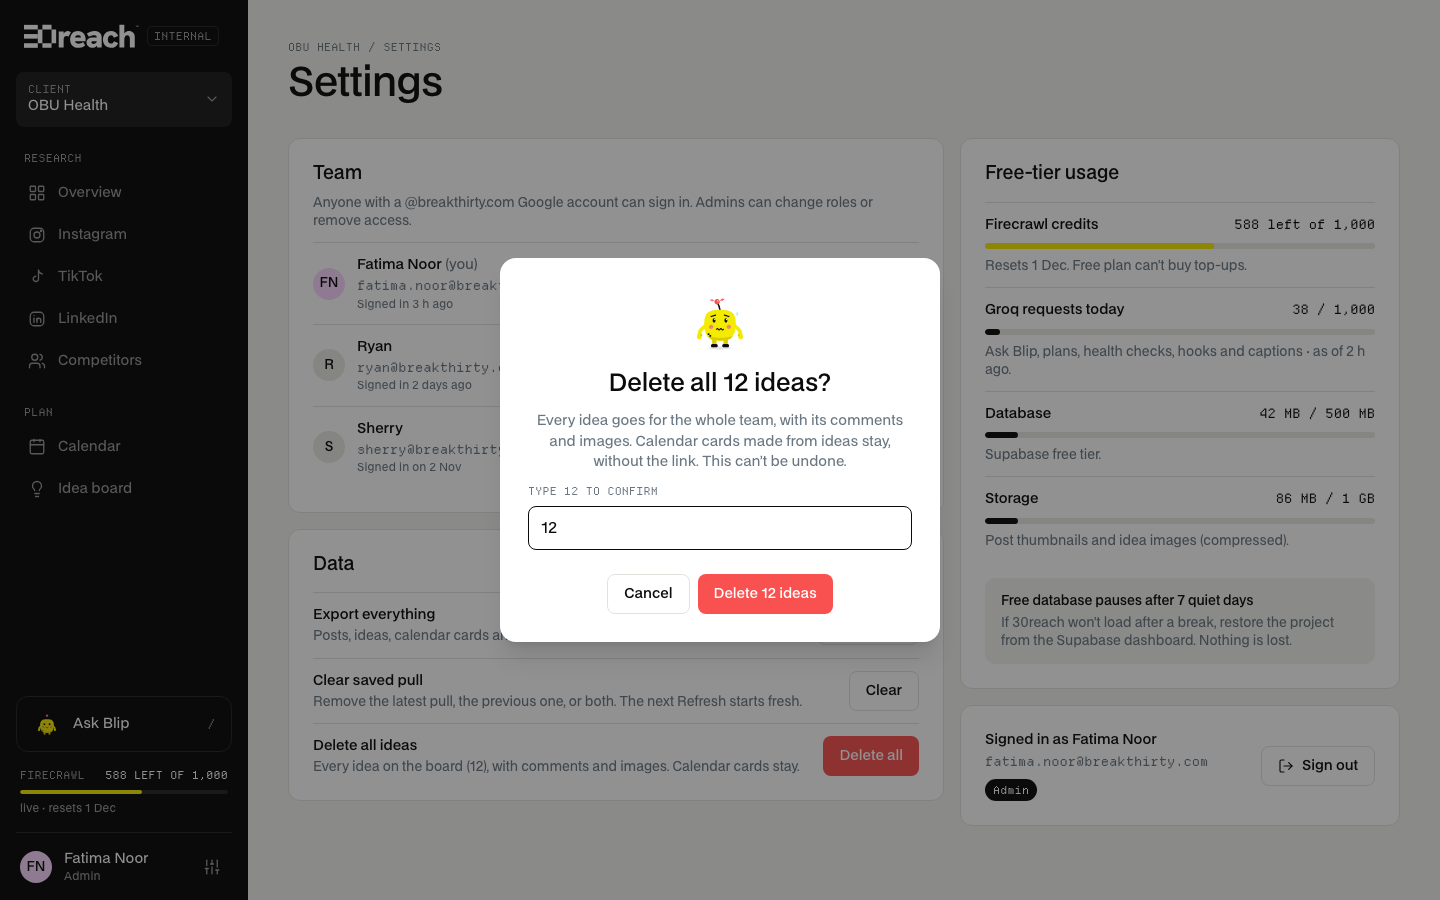 30reach INTERNAL
CLIENT
OBU Health
RESEARCH
Overview
Instagram
TikTok
LinkedIn
Competitors
PLAN
Calendar
Idea board
Ask Blip /
FIRECRAWL 588 LEFT OF 1,000
live · resets 1 Dec
FN Fatima Noor
Admin
OBU HEALTH / SETTINGS
Settings
Team
Anyone with a @breakthirty.com Google account can sign in. Admins can change roles or
remove access.
FN Fatima Noor (you)
fatima.noor@break
Signed in 3 h ago
R Ryan
ryan@breakthirty.
Signed in 2 days ago
S Sherry
sherry@breakthirt
Signed in on 2 Nov
Data
Export everything
Posts, ideas, calendar cards
Clear saved pull
Remove the latest pull, the previous one, or both. The next Refresh starts fresh.
Clear
Delete all ideas
Every idea on the board (12), with comments and images. Calendar cards stay.
Delete all
Delete all 12 ideas?
Every idea goes for the whole team, with its comments
and images. Calendar cards made from ideas stay,
without the link. This can't be undone.
TYPE 12 TO CONFIRM
12
Cancel
Delete 12 ideas
Free-tier usage
Firecrawl credits 588 left of 1,000
Resets 1 Dec. Free plan can't buy top-ups.
Groq requests today 38 / 1,000
Ask Blip, plans, health checks, hooks and captions · as of 2 h
ago.
Database 42 MB / 500 MB
Supabase free tier.
Storage 86 MB / 1 GB
Post thumbnails and idea images (compressed).
Free database pauses after 7 quiet days
If 30reach won't load after a break, restore the project
from the Supabase dashboard. Nothing is lost.
Signed in as Fatima Noor
fatima.noor@breakthirty.com
Admin
Sign out